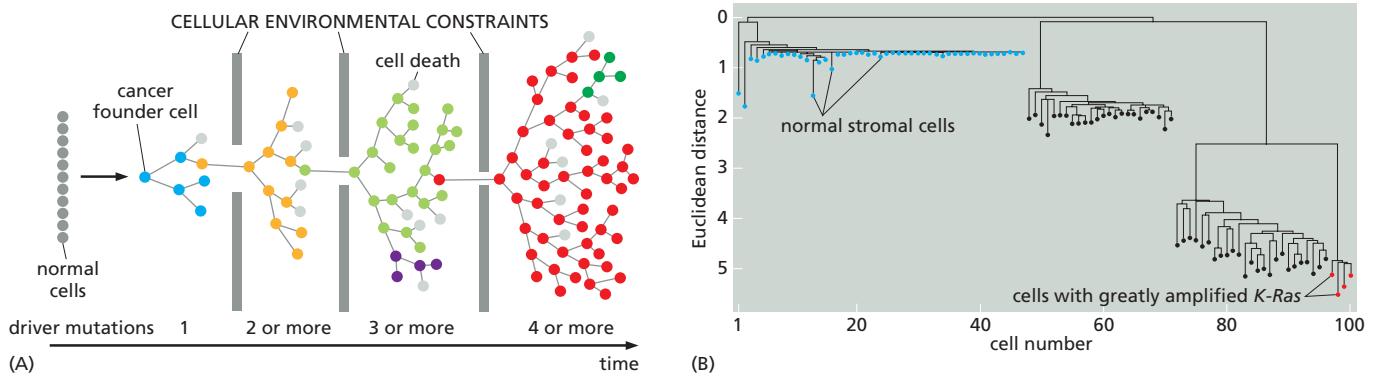 CELLULAR ENVIRONMENTAL CONSTRAINTS
cell death
cancer
founder cell
normal
cells
driver mutations 1 2 or more 3 or more 4 or more
time
(A)
0
1
2
3
4
5
Euclidean distance
normal stromal cells
cells with greatly amplified K-Ras
1 20 40 60 80 100
cell number
(B)